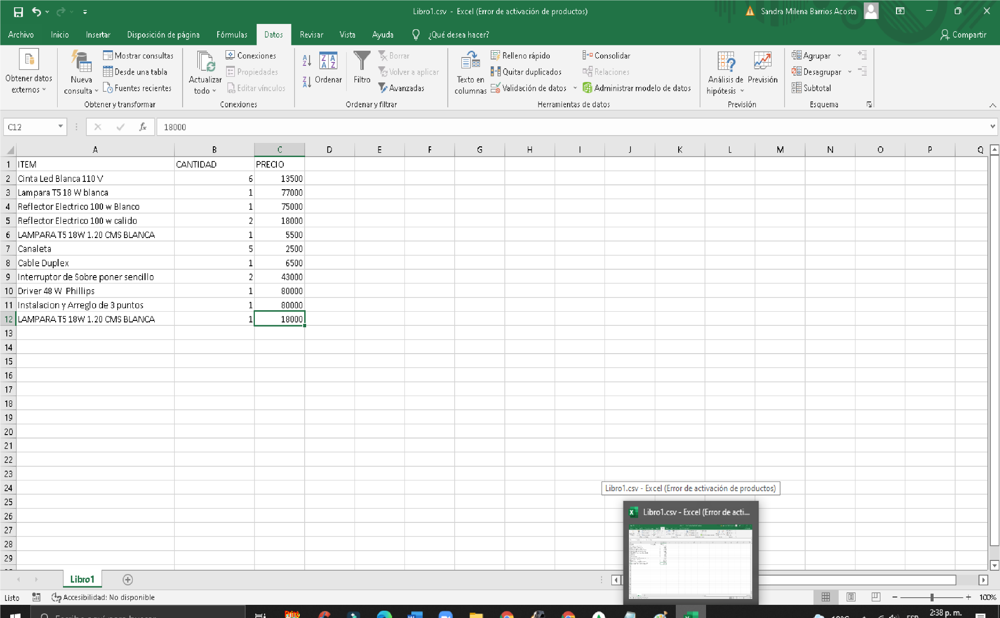 Libro1.csv - Excel (Error de activación de productos)
Sandra Milena Barrios Acosta
Archivo Inicio Insertar Disposición de página Fórmulas Datos Revisar Vista Ayuda ¿Qué desea hacer? Compartir
Obtener datos externos
Nueva consulta
Mostrar consultas
Desde una tabla
Fuentes recientes
Obtener y transformar
Actualizar todo
Conexiones
Propiedades
Editar vínculos
Conexiones
Ordenar
Filtro
Borrar
Volver a aplicar
Avanzadas
Ordenar y filtrar
Texto en columnas
Relleno rápido
Quitar duplicados
Validación de datos
Consolidar
Relaciones
Administrar modelo de datos
Herramientas de datos
Análisis de hipótesis
Previsión
Previsión
Agrupar
Desagrupar
Subtotal
Esquema
C12 fx 18000
A B C D E F G H I J K L M N O P Q
1 ITEM CANTIDAD PRECIO
2 Cinta Led Blanca 110 V 6 13500
3 Lampara T5 18 W blanca 1 77000
4 Reflector Electrico 100 w Blanco 1 75000
5 Reflector Electrico 100 w calido 2 18000
6 LAMPARA T5 18W 1.20 CMS BLANCA 1 5500
7 Canaleta 5 2500
8 Cable Duplex 1 6500
9 Interruptor de Sobre poner sencillo 2 43000
10 Driver 48 W Phillips 1 80000
11 Instalacion y Arreglo de 3 puntos 1 80000
12 LAMPARA T5 18W 1.20 CMS BLANCA 1 18000
13
14
15
16
17
18
19
20
21
22
23
24
25
26
27
28
29
Libro1.csv - Excel (Error de activación de productos)
Libro1.csv - Excel (Error de acti...
Libro1
Listo Accesibilidad: No disponible 100%
2:38 p. m.